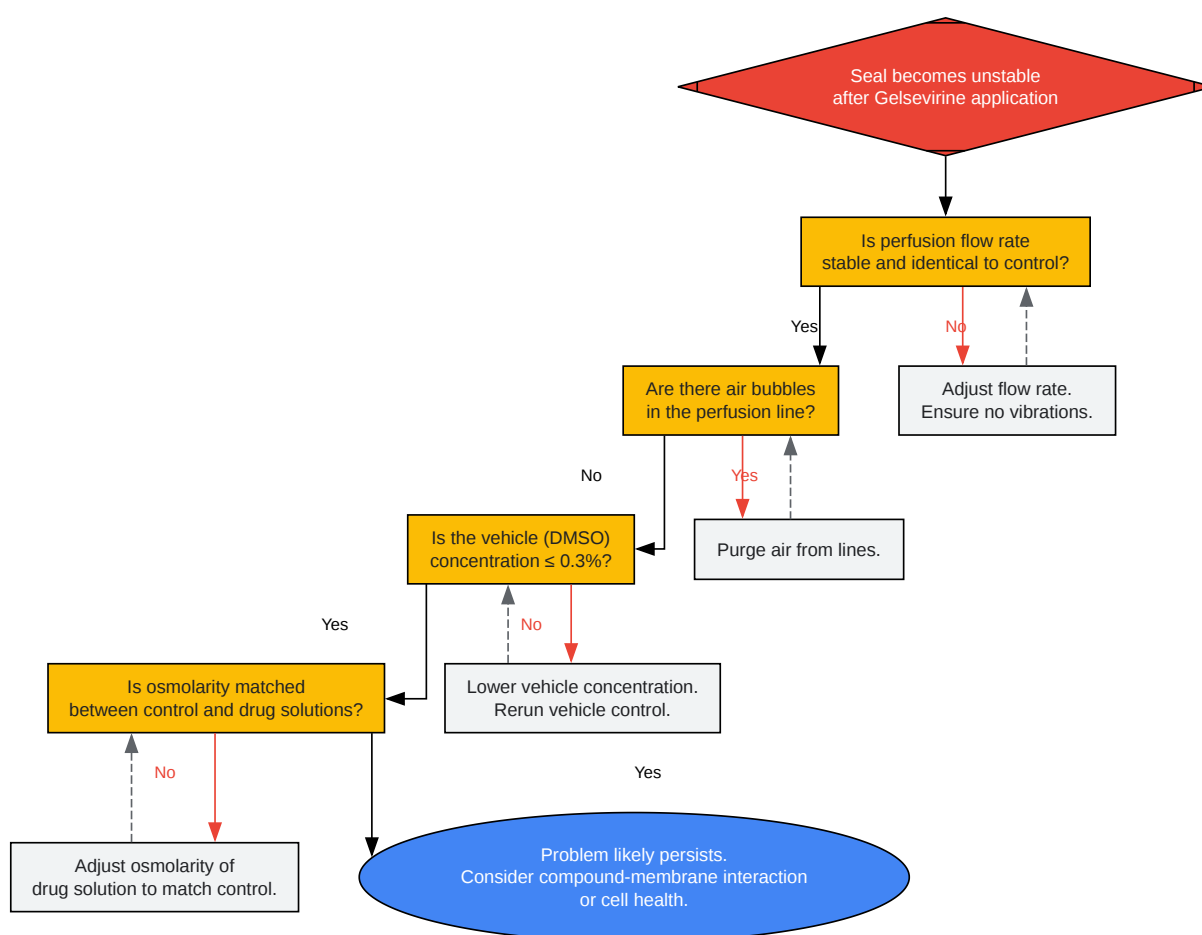 Seal becomes unstable
after Gelsevirine application
Is perfusion flow rate
stable and identical to control?
Yes
No
Are there air bubbles
in the perfusion line?
Adjust flow rate.
Ensure no vibrations.
No
Yes
Is the vehicle (DMSO)
concentration ≤ 0.3%?
Purge air from lines.
Yes
No
Is osmolarity matched
between control and drug solutions?
Lower vehicle concentration.
Rerun vehicle control.
No
Yes
Adjust osmolarity of
drug solution to match control.
Problem likely persists.
Consider compound-membrane interaction
or cell health.